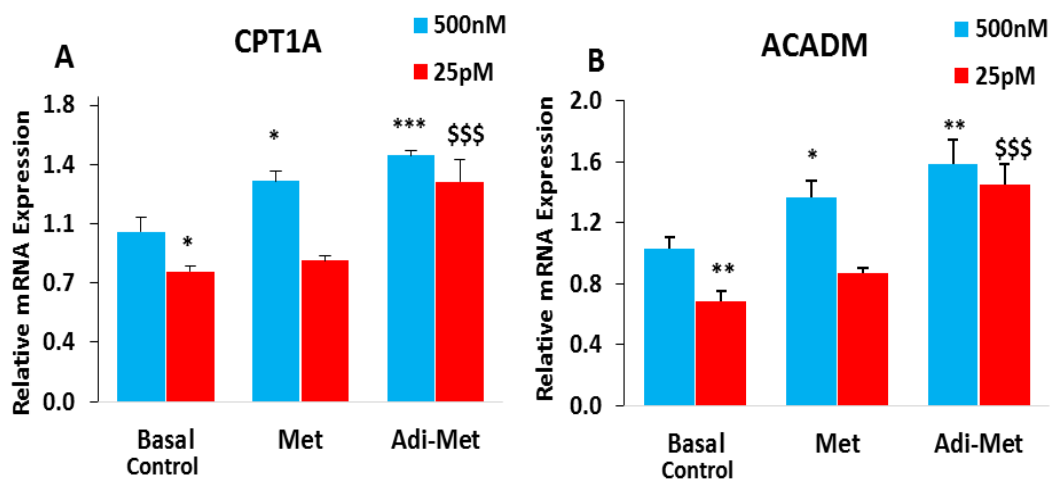 A
CPT1A
500nM
25pM
Relative mRNA Expression
1.8
1.4
1.1
0.7
0.4
0.0
*
*
***
$$$
Basal
Control
Met
Adi-Met
B
ACADM
500nM
25pM
Relative mRNA Expression
2.0
1.6
1.2
0.8
0.4
0.0
**
*
**
$$$
Basal
Control
Met
Adi-Met